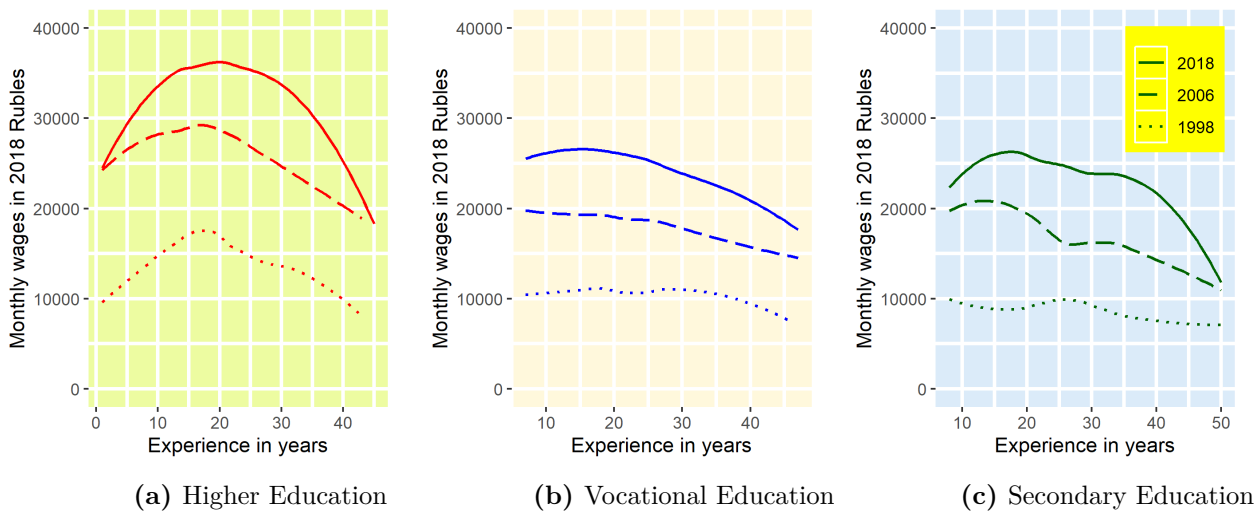 Monthly wages in 2018 Rubles
40000
30000
20000
10000
0
0 10 20 30 40
Experience in years
(a) Higher Education
Monthly wages in 2018 Rubles
40000
30000
20000
10000
0
10 20 30 40
Experience in years
(b) Vocational Education
Monthly wages in 2018 Rubles
40000
30000
20000
10000
0
2018
2006
1998
10 20 30 40 50
Experience in years
(c) Secondary Education